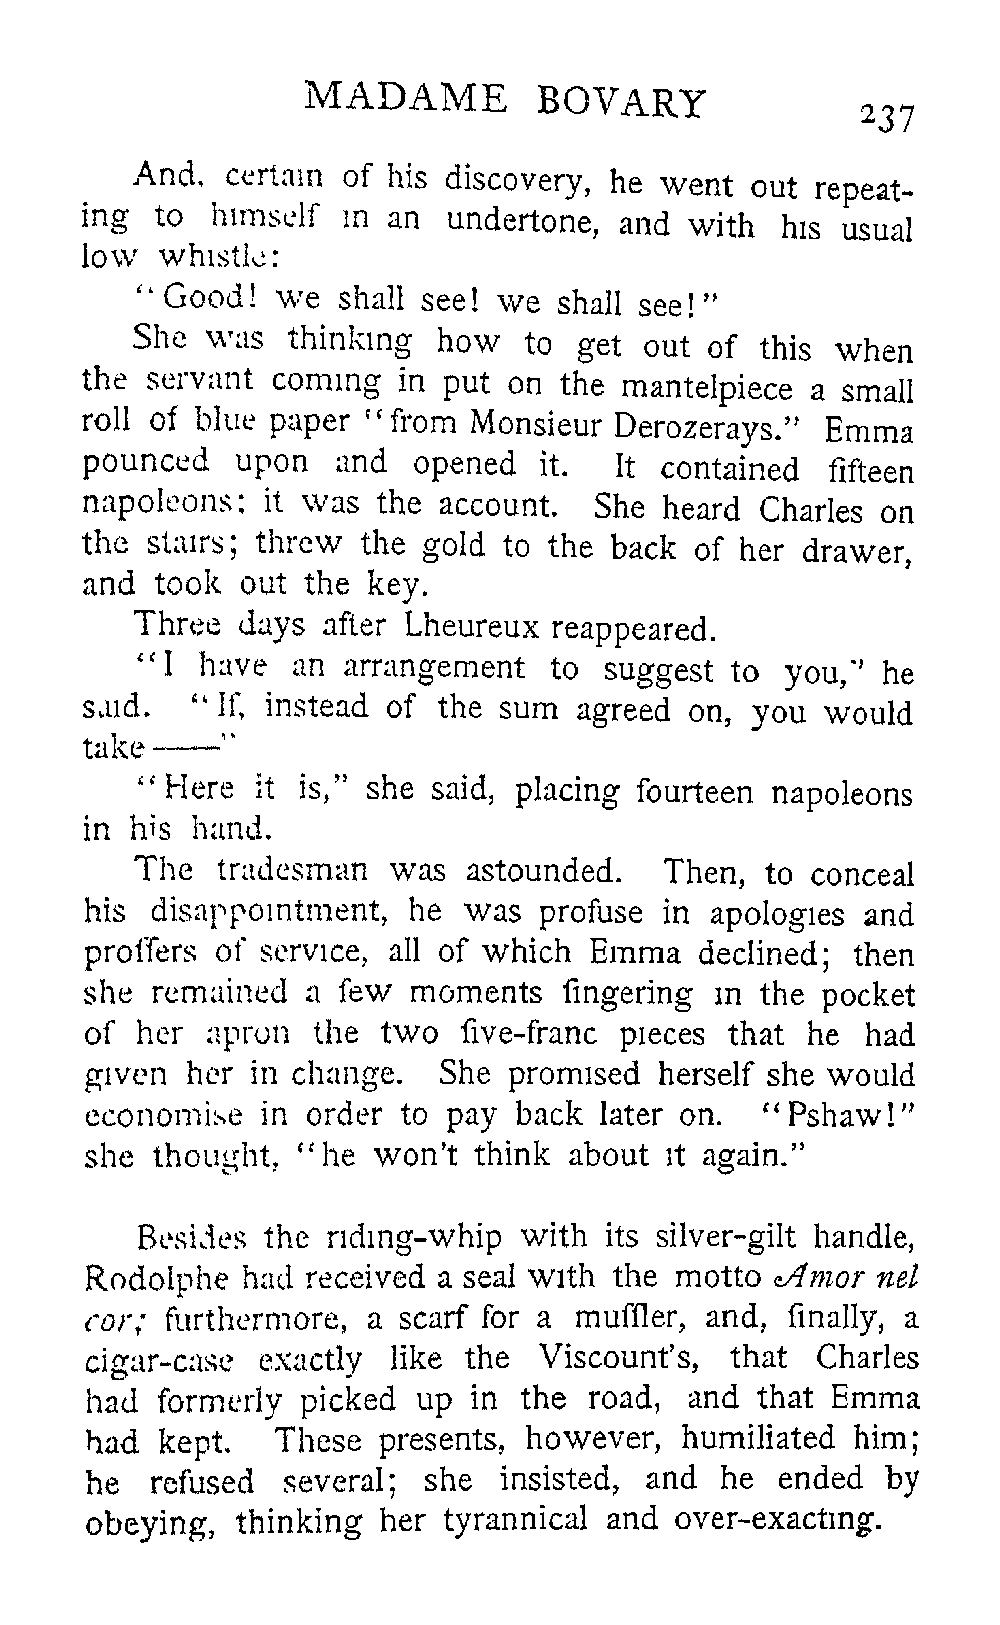 MADAME BOVARY 237
And, certain of his discovery, he went out repeat-
ing to himself in an undertone, and with his usual
low whistle:
“Good! we shall see! we shall see!”
She was thinking how to get out of this when
the servant coming in put on the mantelpiece a small
roll of blue paper “from Monsieur Derozerays.” Emma
pounced upon and opened it. It contained fifteen
napoleons; it was the account. She heard Charles on
the stairs; threw the gold to the back of her drawer,
and took out the key.
Three days after Lheureux reappeared.
“I have an arrangement to suggest to you,” he
said. “If, instead of the sum agreed on, you would
take——”
“Here it is,” she said, placing fourteen napoleons
in his hand.
The tradesman was astounded. Then, to conceal
his disappointment, he was profuse in apologies and
proffers of service, all of which Emma declined; then
she remained a few moments fingering in the pocket
of her apron the two five-franc pieces that he had
given her in change. She promised herself she would
economise in order to pay back later on. “Pshaw!”
she thought, “he won't think about it again.”
Besides the riding-whip with its silver-gilt handle,
Rodolphe had received a seal with the motto Amor nel
cor; furthermore, a scarf for a muffler, and, finally, a
cigar-case exactly like the Viscount's, that Charles
had formerly picked up in the road, and that Emma
had kept. These presents, however, humiliated him;
he refused several; she insisted, and he ended by
obeying, thinking her tyrannical and over-exacting.